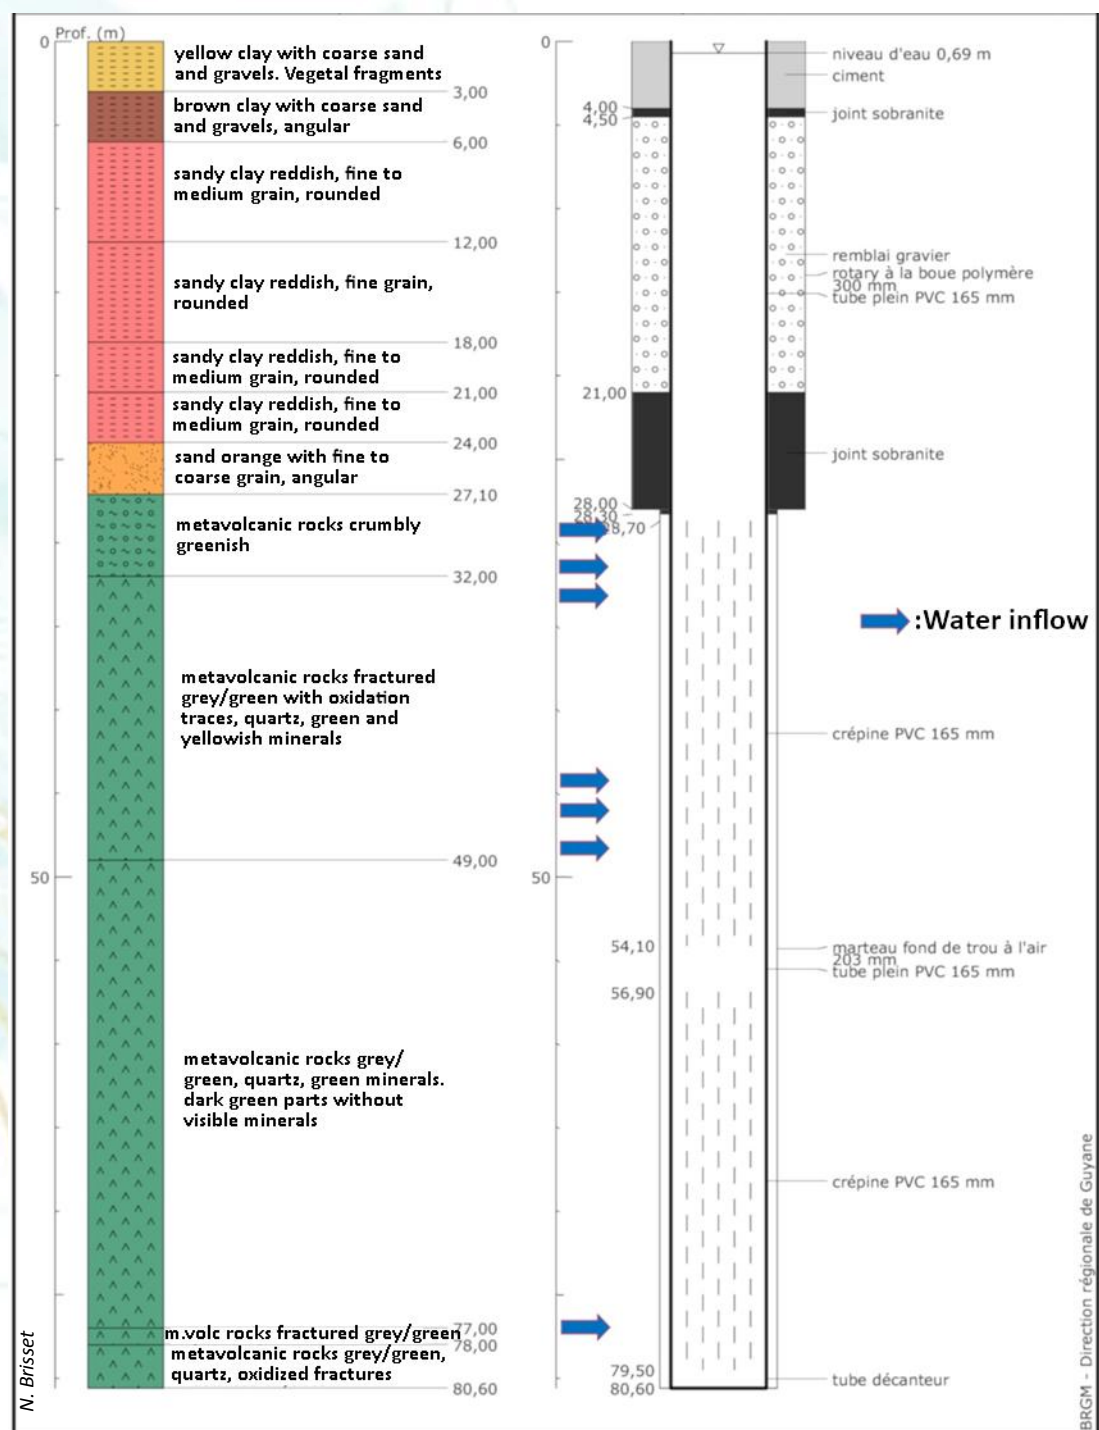 Prof. (m)
0
yellow clay with coarse sand
and gravels. Vegetal fragments
3,00
brown clay with coarse sand
and gravels, angular
6,00
sandy clay reddish, fine to
medium grain, rounded
12,00
sandy clay reddish, fine grain,
rounded
18,00
sandy clay reddish, fine to
medium grain, rounded
21,00
sandy clay reddish, fine to
medium grain, rounded
24,00
sand orange with fine to
coarse grain, angular
27,10
metavolcanic rocks crumbly
greenish
32,00
metavolcanic rocks fractured
grey/green with oxidation
traces, quartz, green and
yellowish minerals
49,00
50
metavolcanic rocks grey/
green, quartz, green minerals.
dark green parts without
visible minerals
77,00
m.volc rocks fractured grey/green
78,00
metavolcanic rocks grey/green,
quartz, oxidized fractures
80,60
N. Brisset
0
niveau d'eau 0,69 m
ciment
4,00
joint sobranite
4,50
remblai gravier
rotary à la boue polymère
300 mm
tube plein PVC 165 mm
21,00
joint sobranite
28,00
28,30
28,70
:Water inflow
crépine PVC 165 mm
50
54,10
marteau fond de trou à l'air
203 mm
tube plein PVC 165 mm
56,90
crépine PVC 165 mm
79,50
tube décanteur
80,60
BRGM - Direction régionale de Guyane